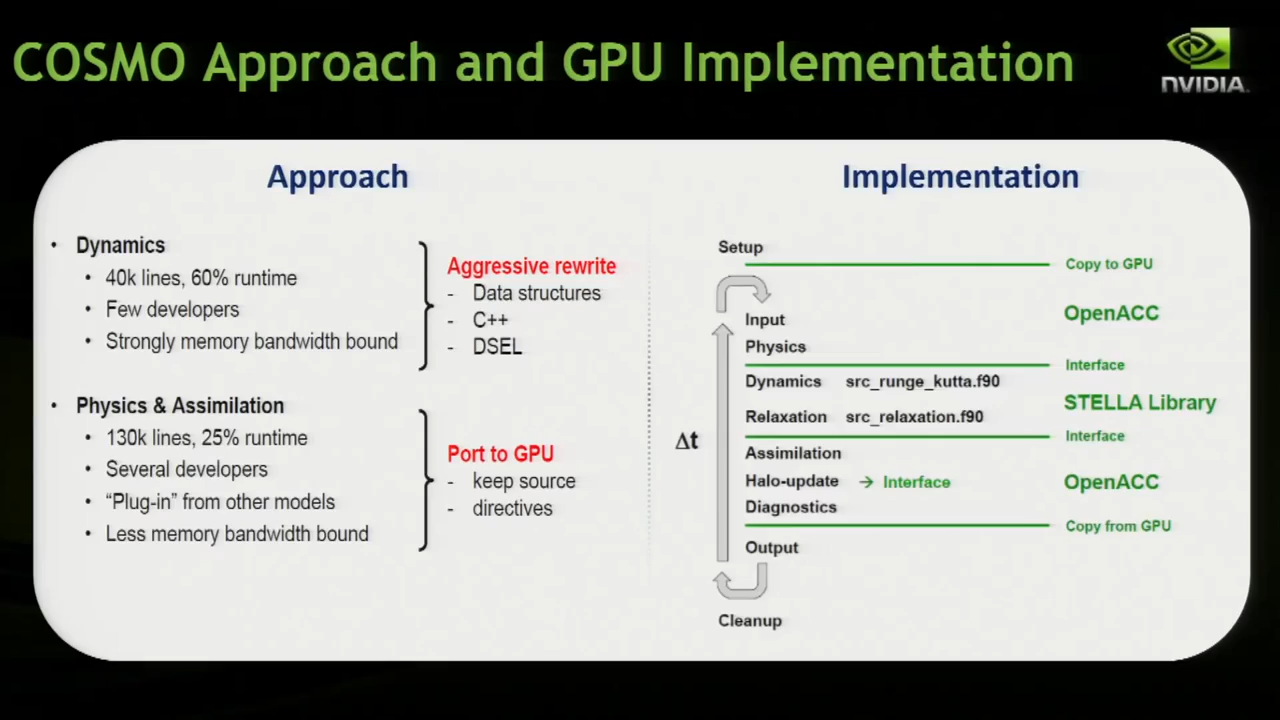 COSMO Approach and GPU Implementation
NVIDIA
Approach
• Dynamics
• 40k lines, 60% runtime
• Few developers
• Strongly memory bandwidth bound
Aggressive rewrite
- Data structures
- C++
- DSEL
• Physics & Assimilation
• 130k lines, 25% runtime
• Several developers
• “Plug-in” from other models
• Less memory bandwidth bound
Port to GPU
- keep source
- directives
Implementation
Setup
Copy to GPU
OpenACC
Input
Physics
Interface
Dynamics src_runge_kutta.f90
STELLA Library
Relaxation src_relaxation.f90
Interface
Δt
Assimilation
Halo-update → Interface
OpenACC
Diagnostics
Copy from GPU
Output
Cleanup